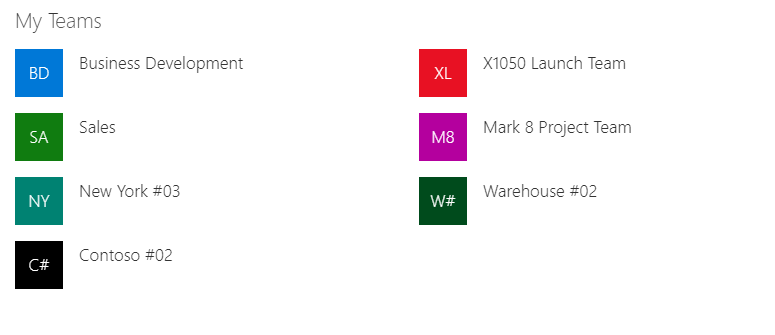 My Teams
BD Business Development
XL X1050 Launch Team
SA Sales
M8 Mark 8 Project Team
NY New York #03
W# Warehouse #02
C# Contoso #02